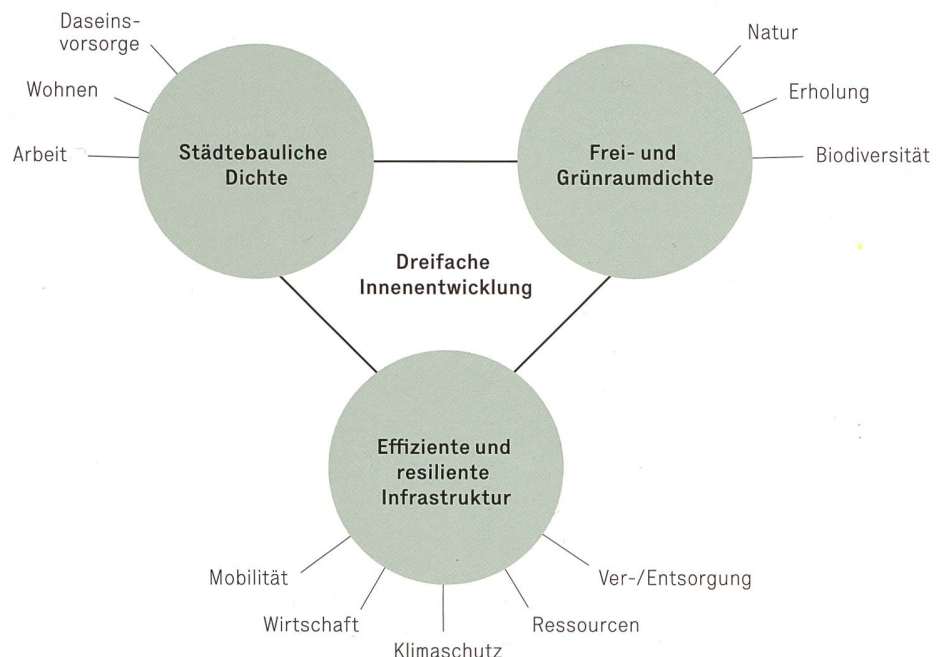 Daseins-
vorsorge
Wohnen
Arbeit
Städtebauliche
Dichte
Natur
Erholung
Biodiversität
Frei- und
Grünraumdichte
Dreifache
Innenentwicklung
Effiziente und
resiliente
Infrastruktur
Mobilität
Wirtschaft
Klimaschutz
Ressourcen
Ver-/Entsorgung